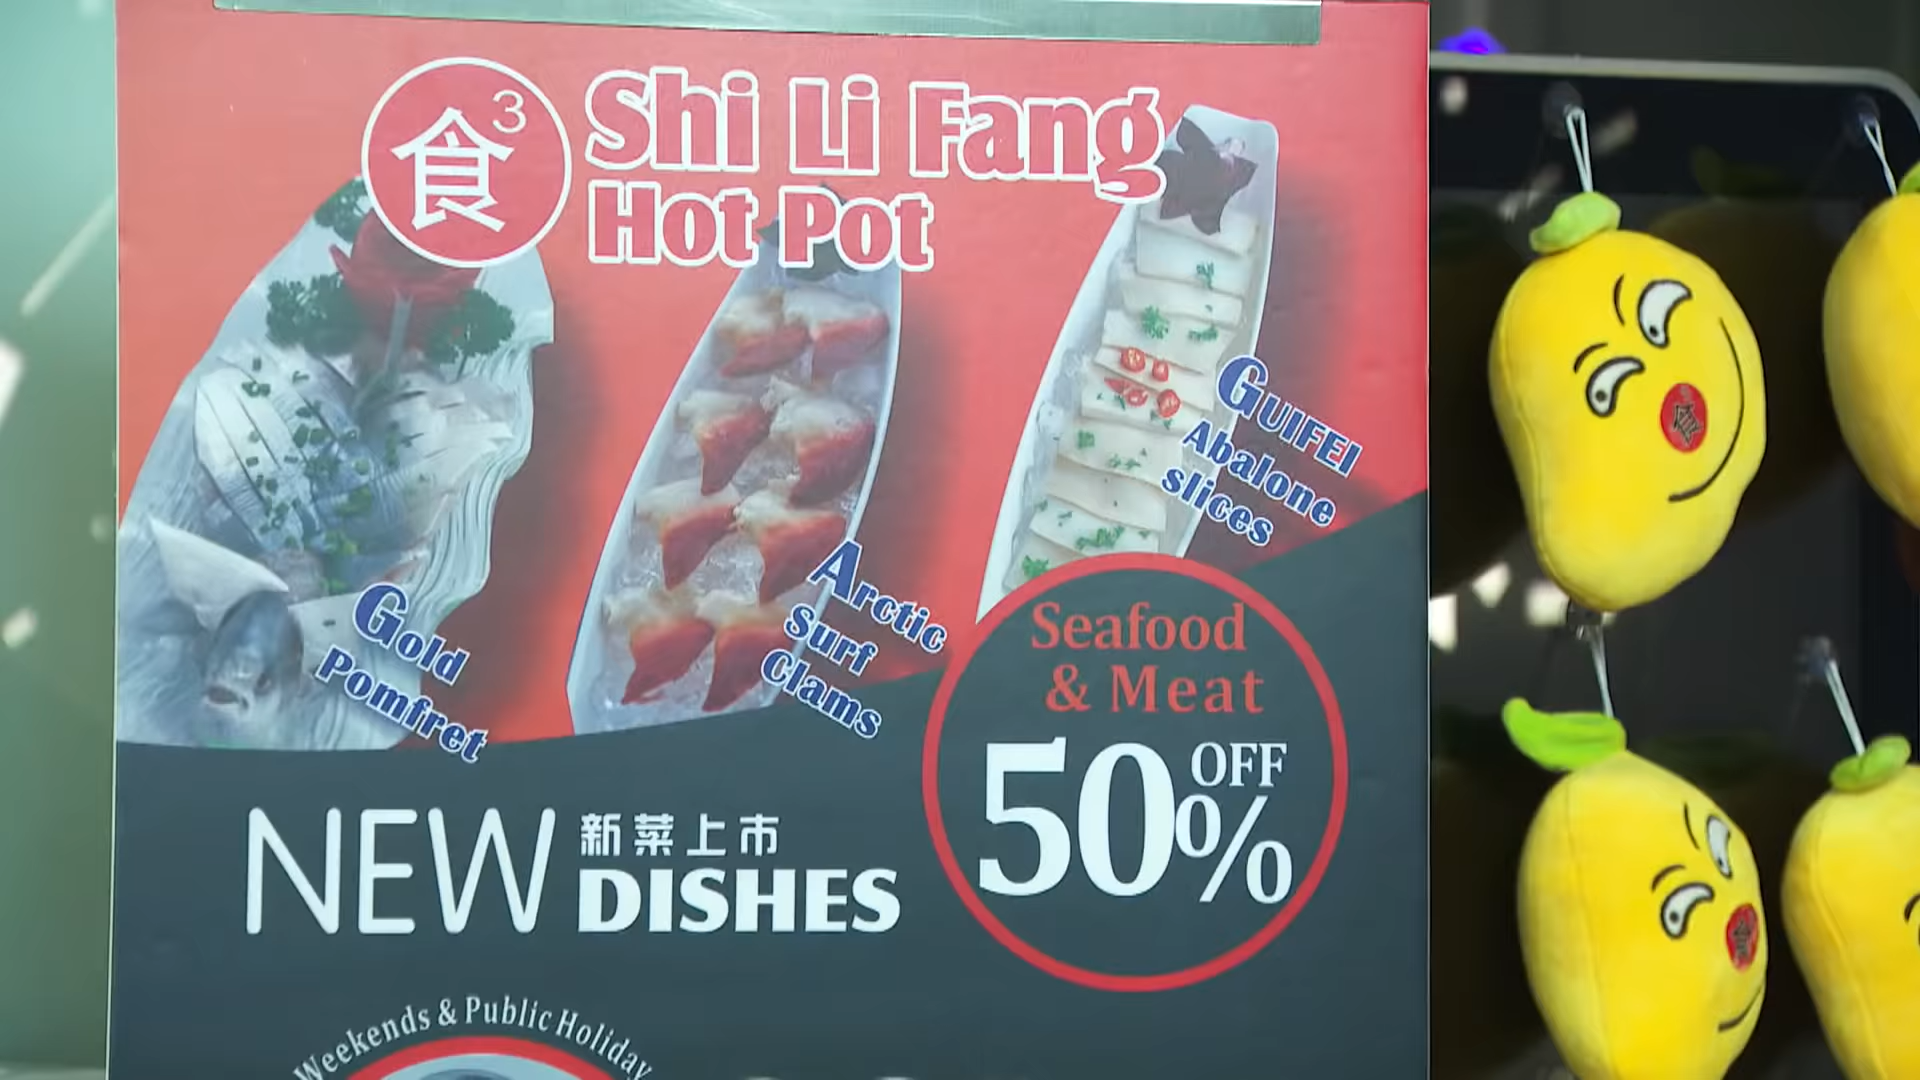 食3
Shi Li Fang
Hot Pot
GUIFEI
Abalone
slices
Arctic
Surf
Clams
Gold
Pomfret
Seafood
& Meat
50% OFF
NEW
新菜上市
DISHES
Weekends & Public Holiday